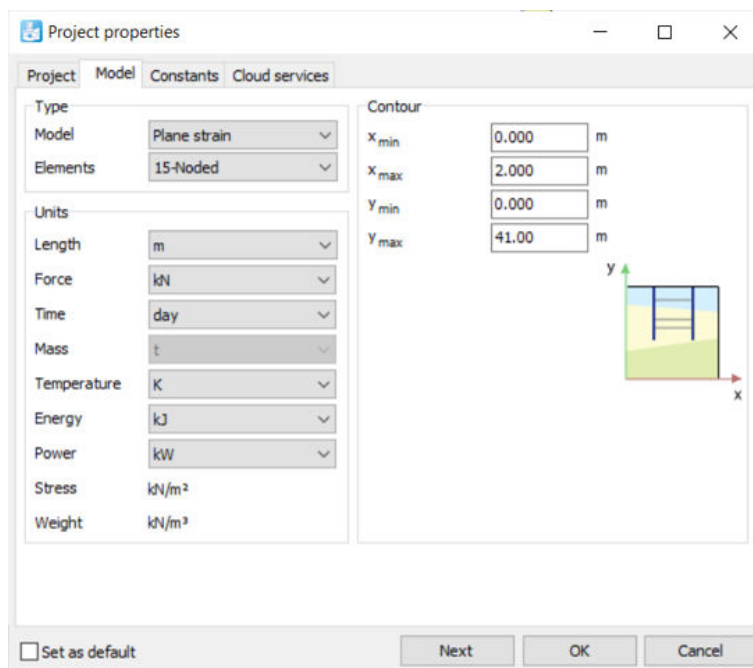 Project properties
Project Model Constants Cloud services
Type
Model Plane strain
Elements 15-Noded
Units
Length m
Force kN
Time day
Mass t
Temperature K
Energy kJ
Power kW
Stress kN/m²
Weight kN/m³
Contour
x min 0.000 m
x max 2.000 m
y min 0.000 m
y max 41.00 m
y
x
Set as default Next OK Cancel